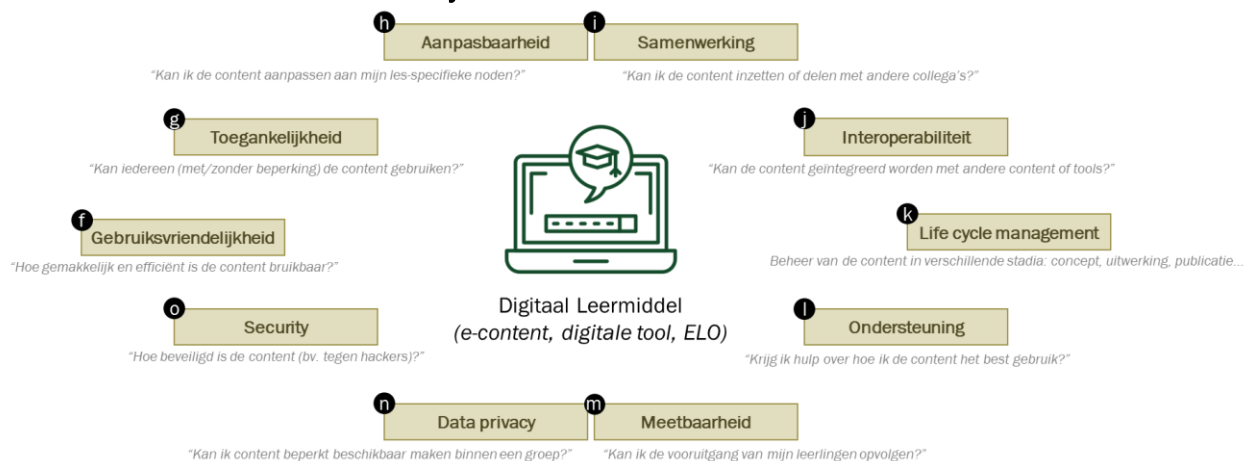 h Aanpasbaarheid
i Samenwerking
"Kan ik de content aanpassen aan mijn les-specifieke noden?"
"Kan ik de content inzetten of delen met andere collega's?"
g Toegankelijkheid
j Interoperabiliteit
"Kan iedereen (met/zonder beperking) de content gebruiken?"
"Kan de content geïntegreerd worden met andere content of tools?"
f Gebruiksvriendelijkheid
k Life cycle management
"Hoe gemakkelijk en efficiënt is de content bruikbaar?"
Beheer van de content in verschillende stadia: concept, uitwerking, publicatie...
Digitaal Leermiddel
(e-content, digitale tool, ELO)
o Security
l Ondersteuning
"Hoe beveiligd is de content (bv. tegen hackers)?"
"Krijg ik hulp over hoe ik de content het best gebruik?"
n Data privacy
m Meetbaarheid
"Kan ik content beperkt beschikbaar maken binnen een groep?"
"Kan ik de vooruitgang van mijn leerlingen opvolgen?"